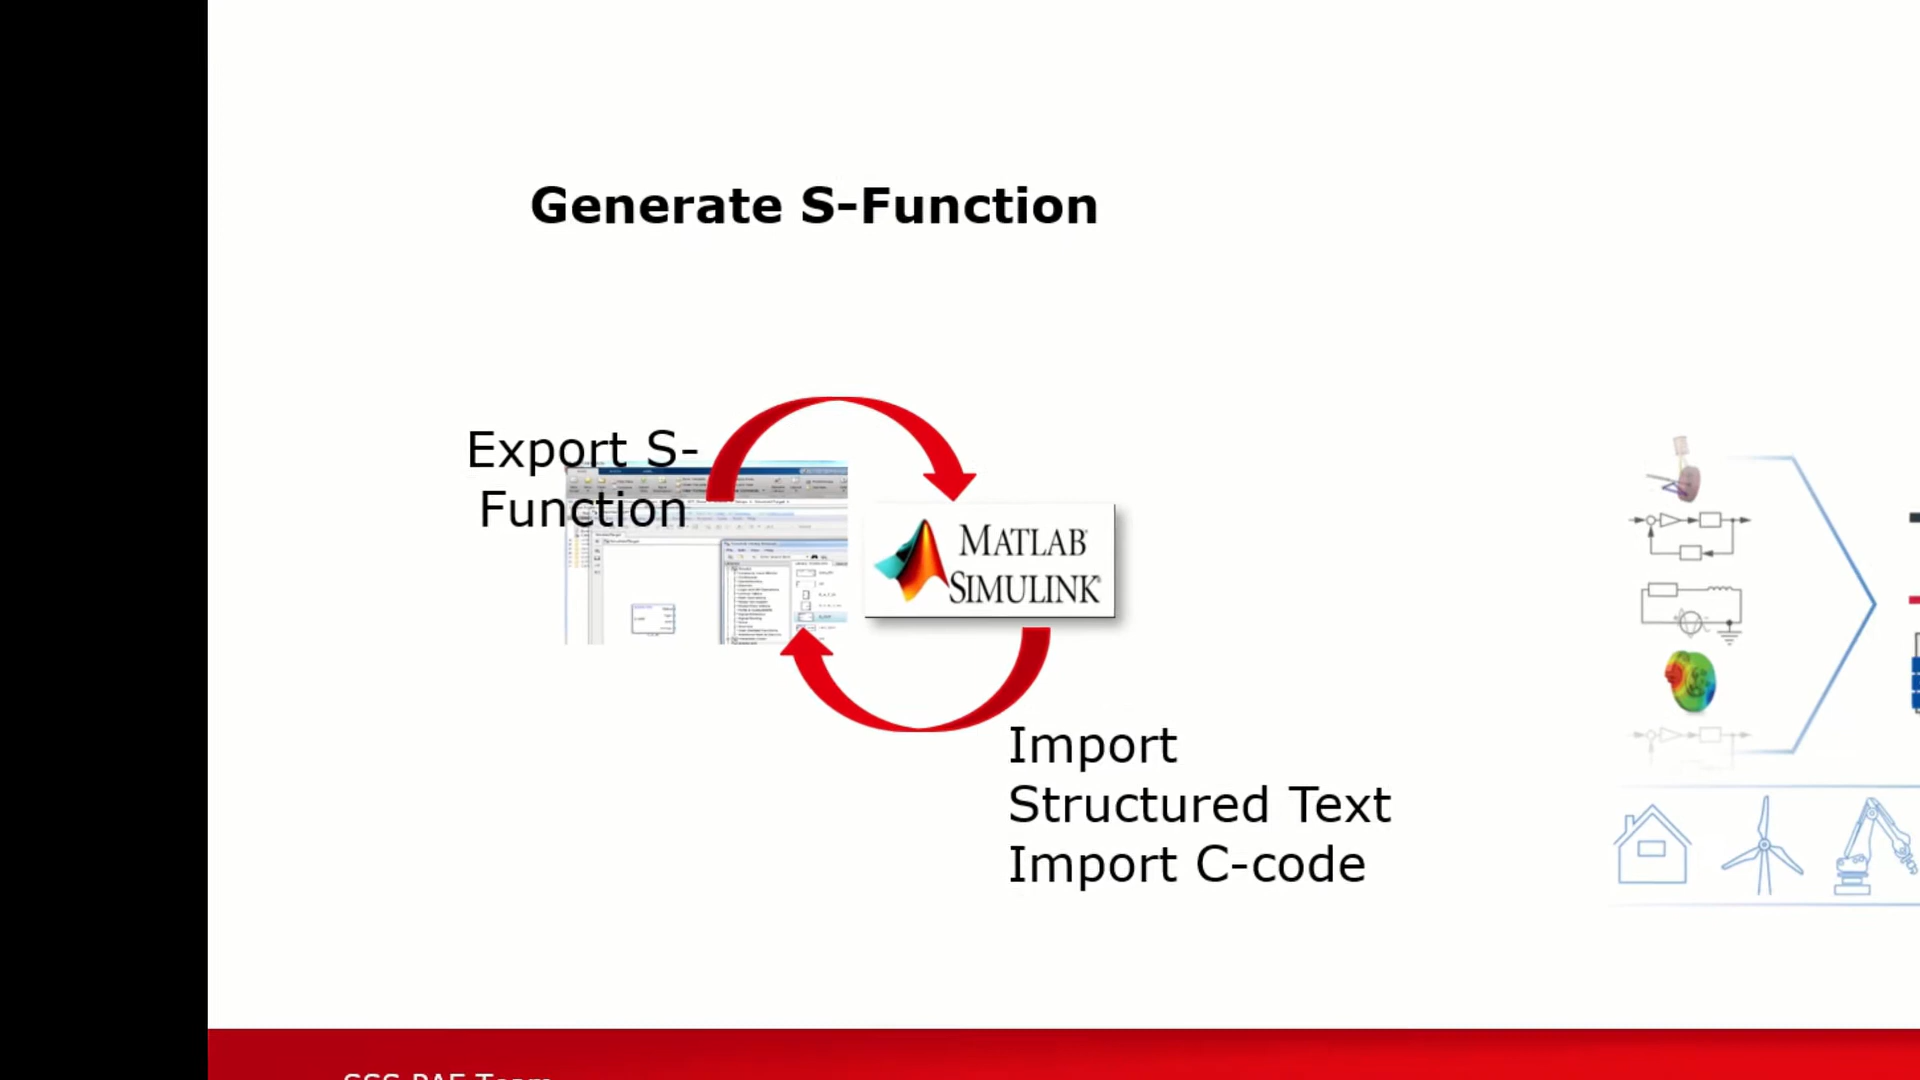 Generate S-Function
Export S-
Function
MATLAB
SIMULINK
Import
Structured Text
Import C-code